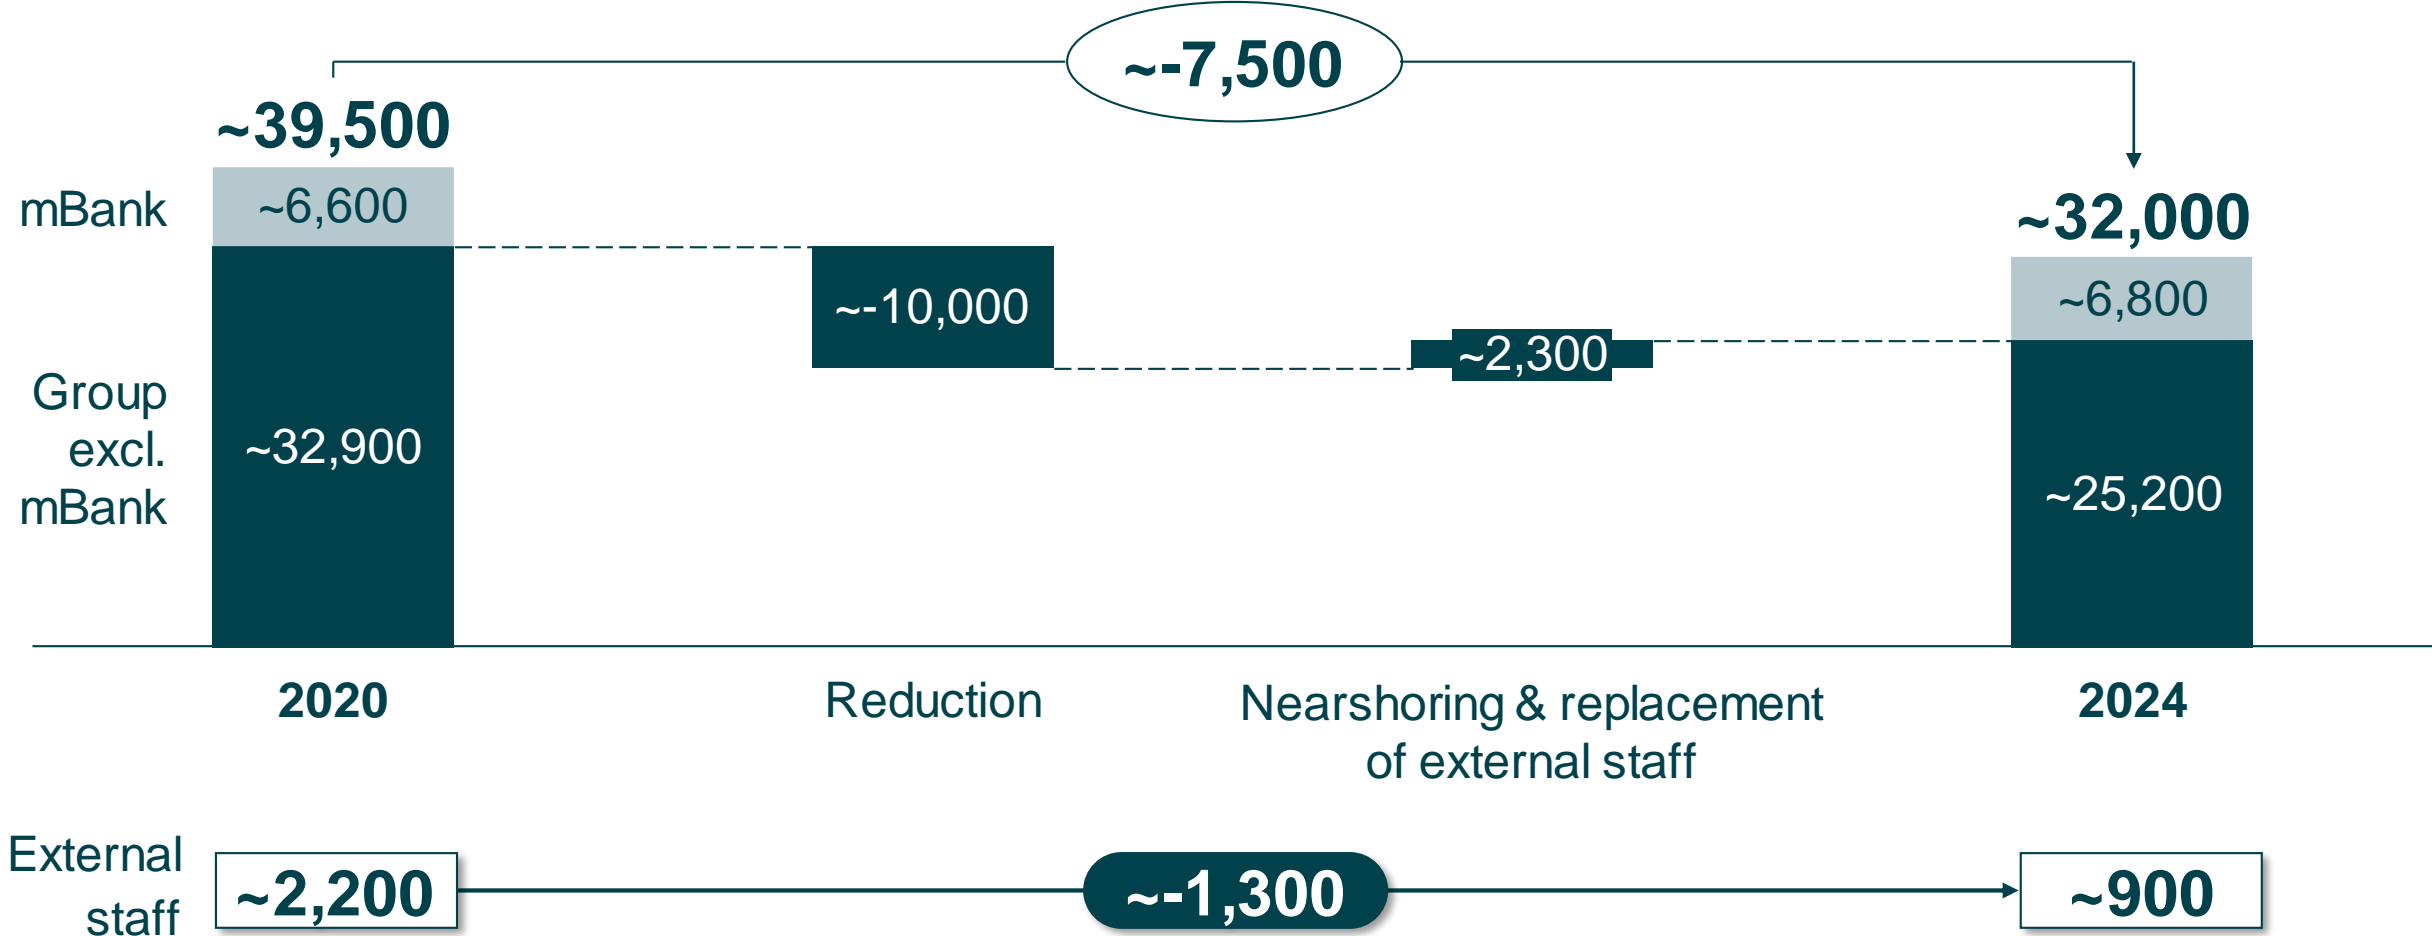 ~-7,500
~39,500
mBank
~6,600
~32,000
~-10,000
~6,800
~2,300
Group
excl.
mBank
~32,900
~25,200
2020
Reduction
Nearshoring & replacement
of external staff
2024
External
staff
~2,200
~-1,300
~900